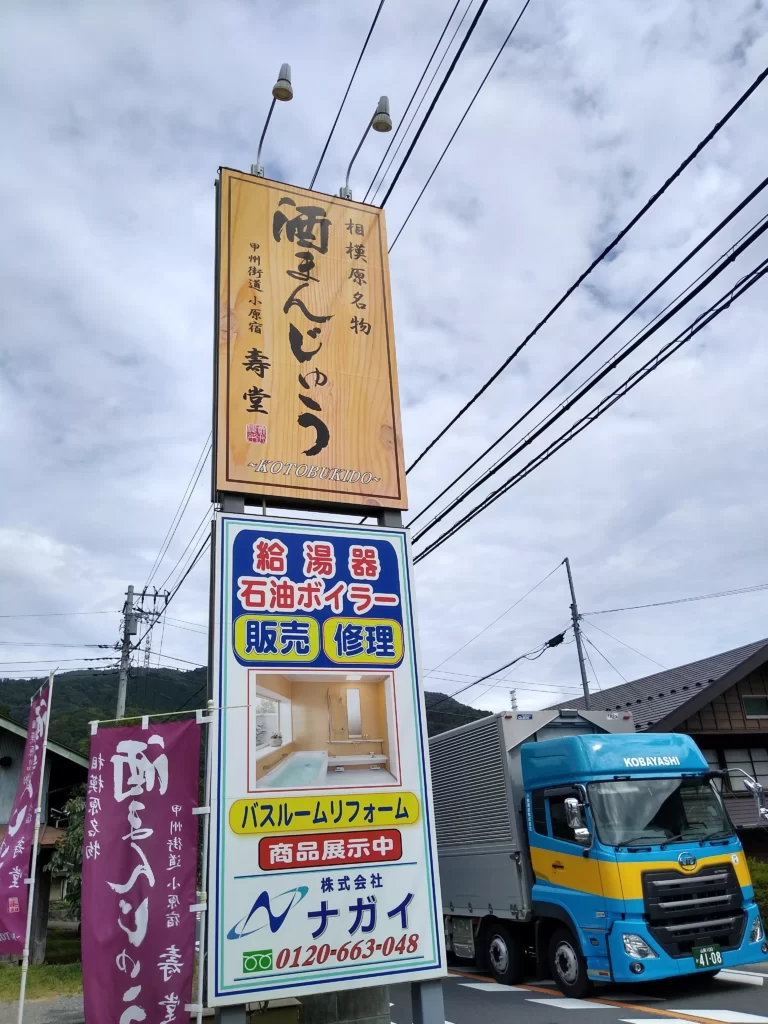 相模原名物
酒まんじゅう
甲州街道 小原宿
壽堂
~KOTOBUKIDO~
給湯器
石油ボイラー
販売 修理
バスルームリフォーム
商品展示中
株式会社
ナガイ
0120-663-048
相模原名物
酒まんじゅう
甲州街道 小原宿
壽堂
KOBAYASHI
41-08